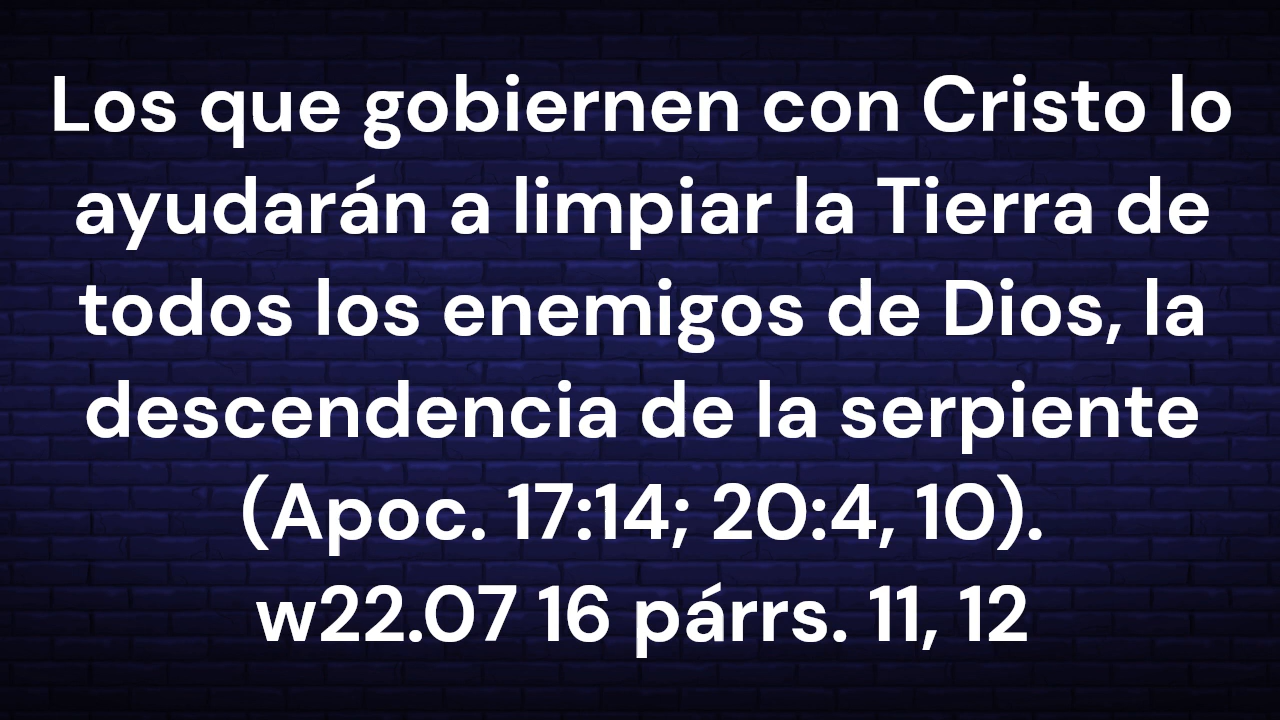 Los que gobiernen con Cristo lo
ayudarán a limpiar la Tierra de
todos los enemigos de Dios, la
descendencia de la serpiente
(Apoc. 17:14; 20:4, 10).
w22.07 16 párrs. 11, 12